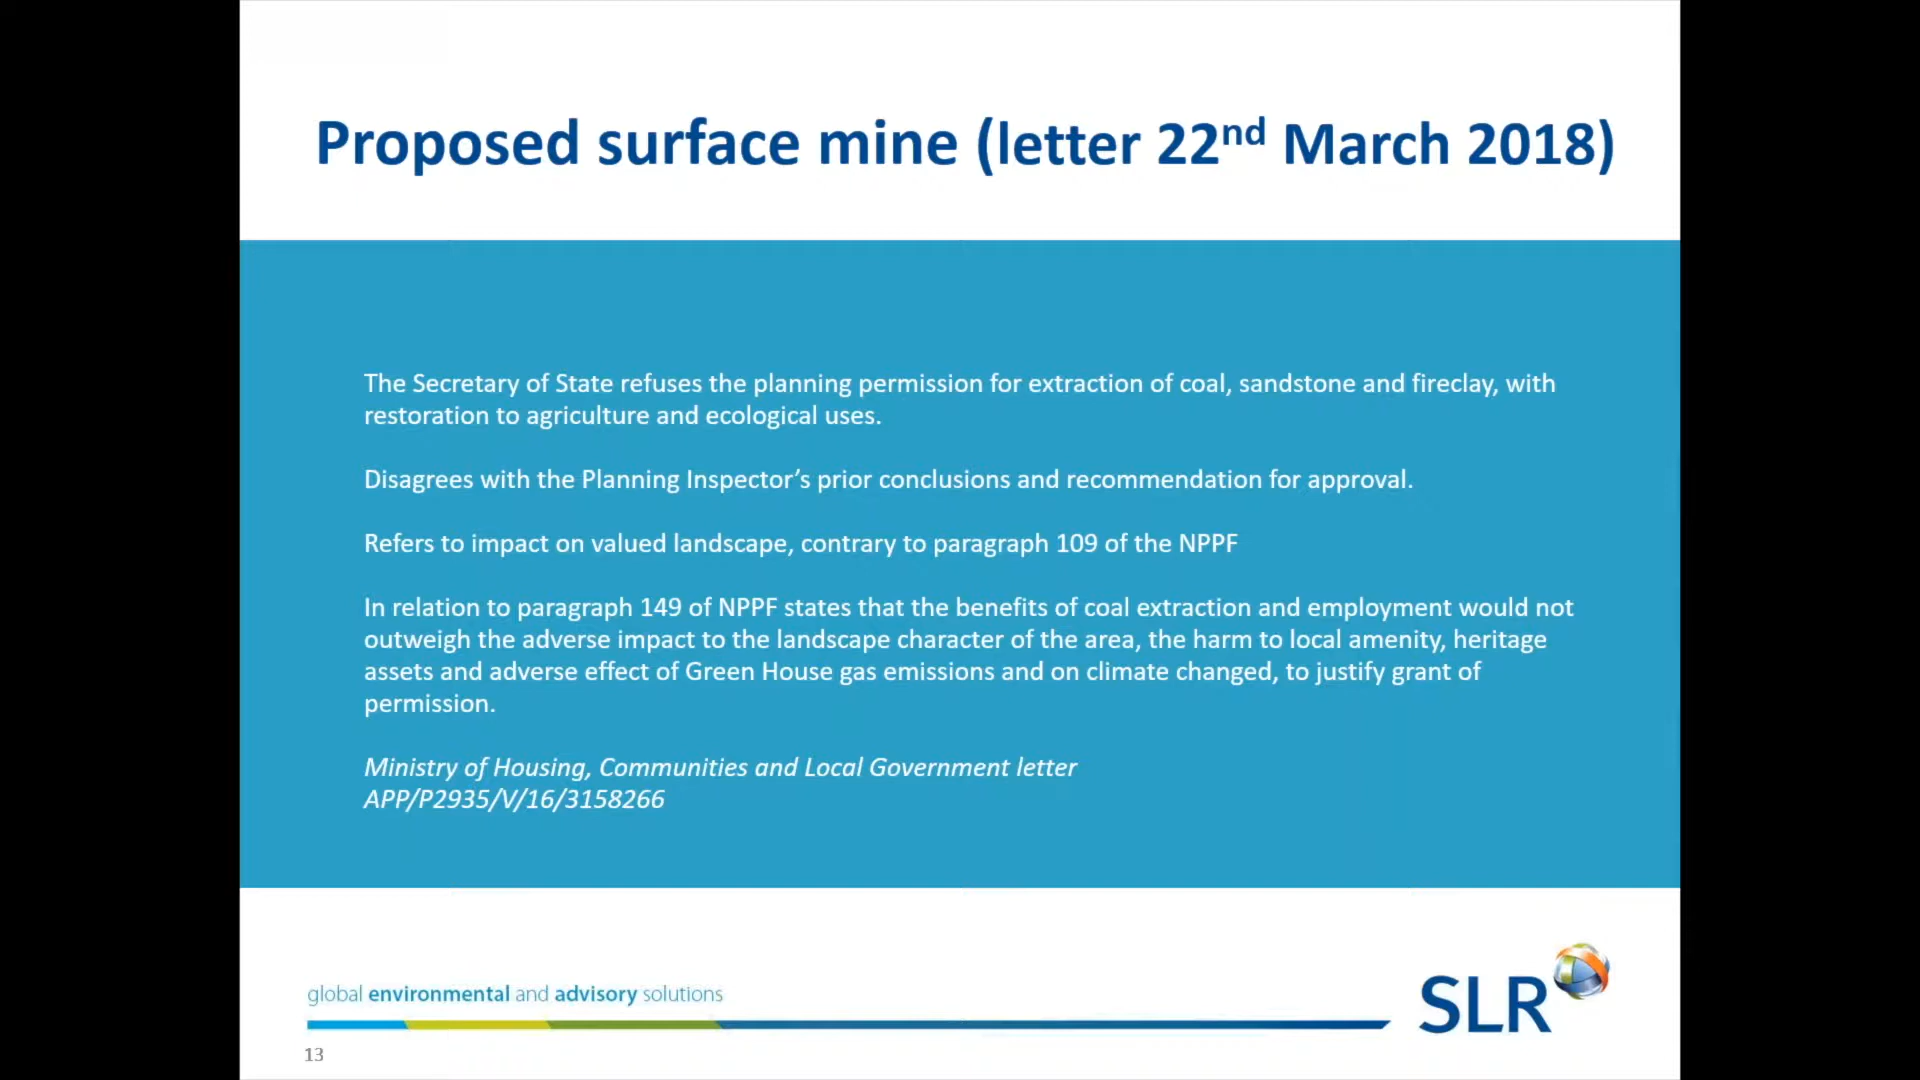 Proposed surface mine (letter 22nd March 2018)
The Secretary of State refuses the planning permission for extraction of coal, sandstone and fireclay, with
restoration to agriculture and ecological uses.
Disagrees with the Planning Inspector’s prior conclusions and recommendation for approval.
Refers to impact on valued landscape, contrary to paragraph 109 of the NPPF
In relation to paragraph 149 of NPPF states that the benefits of coal extraction and employment would not
outweigh the adverse impact to the landscape character of the area, the harm to local amenity, heritage
assets and adverse effect of Green House gas emissions and on climate changed, to justify grant of
permission.
Ministry of Housing, Communities and Local Government letter
APP/P2935/V/16/3158266
global environmental and advisory solutions
SLR
13